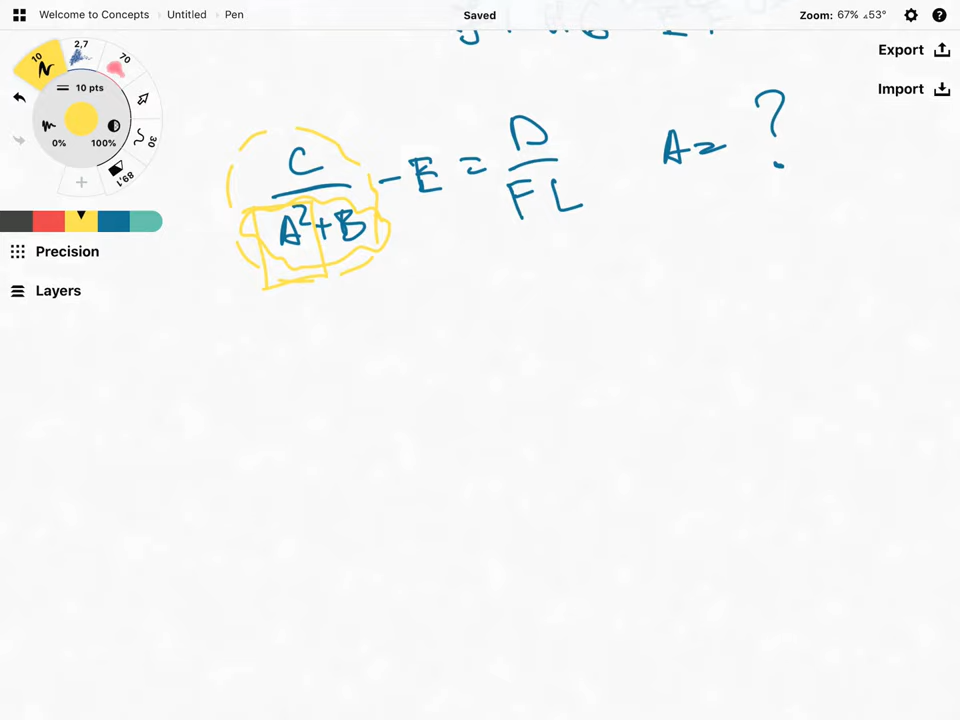 Welcome to Concepts › Untitled › Pen
Saved
Zoom: 67% ⦟53°
Export
Import
10
2,7
70
10 pts
0%
100%
30
89,1
Precision
Layers
C
- E = D
A² + B
F L
A = ?